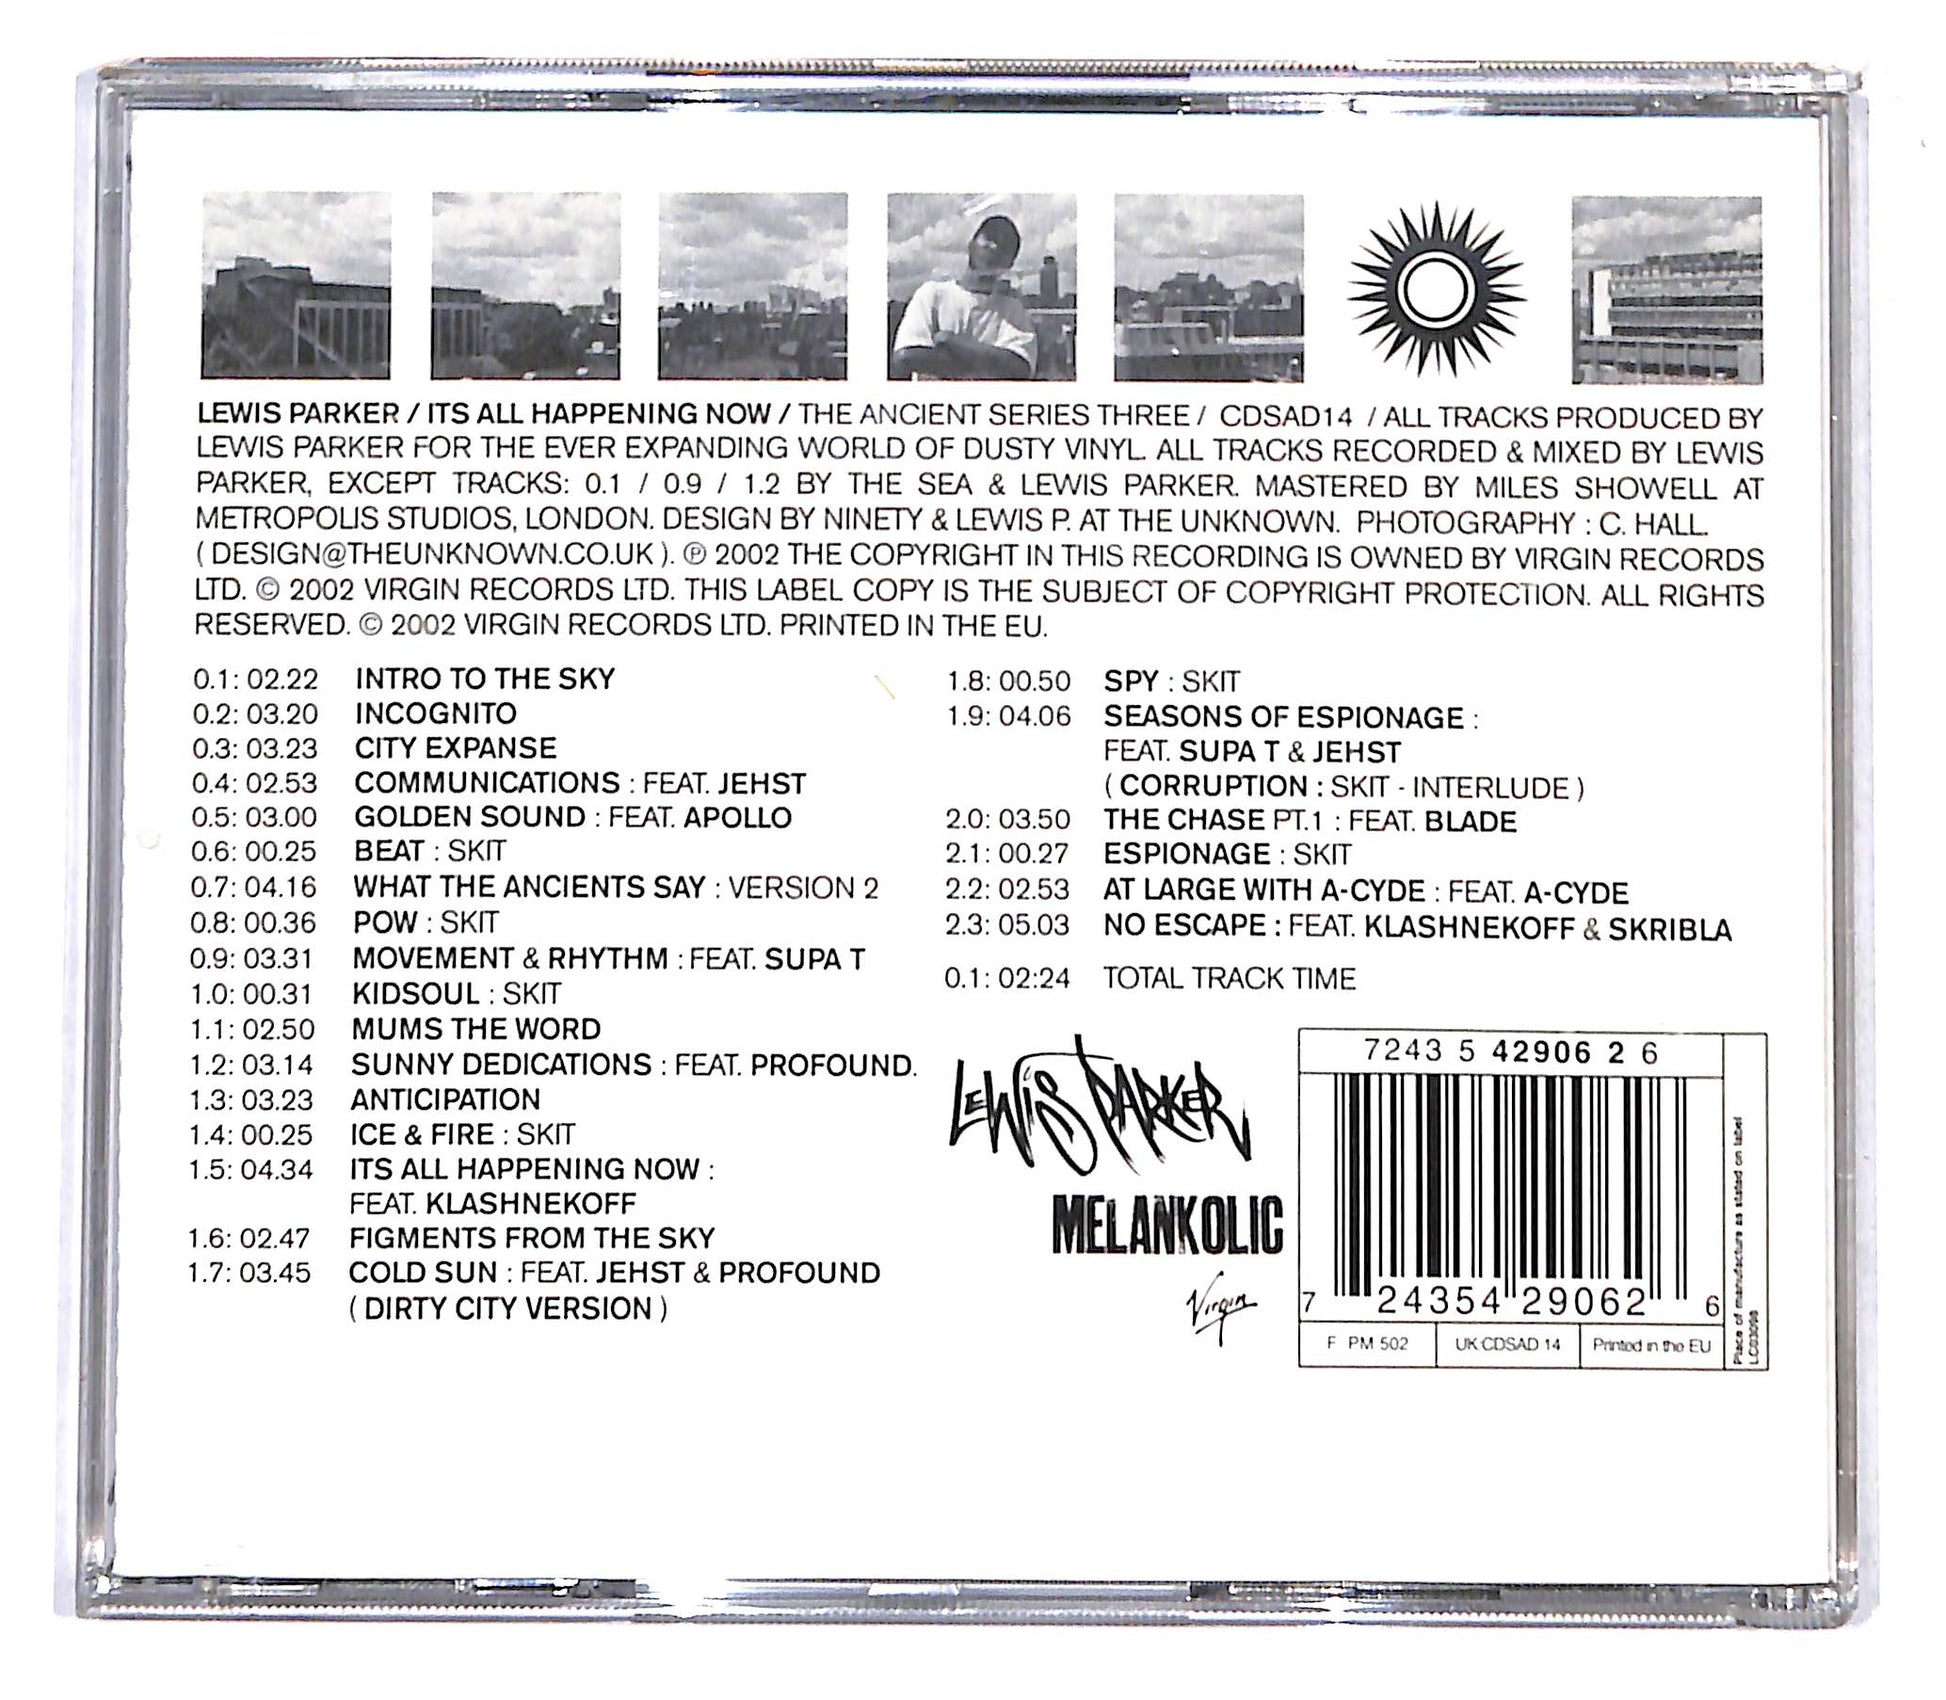 LEWIS PARKER / ITS ALL HAPPENING NOW / THE ANCIENT SERIES THREE / CDSAD14 / ALL TRACKS PRODUCED BY
LEWIS PARKER FOR THE EVER EXPANDING WORLD OF DUSTY VINYL. ALL TRACKS RECORDED & MIXED BY LEWIS
PARKER, EXCEPT TRACKS: 0.1 / 0.9 / 1.2 BY THE SEA & LEWIS PARKER. MASTERED BY MILES SHOWELL AT
METROPOLIS STUDIOS, LONDON. DESIGN BY NINETY & LEWIS P. AT THE UNKNOWN. PHOTOGRAPHY : C. HALL
( DESIGN@THEUNKNOWN.CO.UK ). ℗ 2002 THE COPYRIGHT IN THIS RECORDING IS OWNED BY VIRGIN RECORDS
LTD. © 2002 VIRGIN RECORDS LTD. THIS LABEL COPY IS THE SUBJECT OF COPYRIGHT PROTECTION. ALL RIGHTS
RESERVED. © 2002 VIRGIN RECORDS LTD. PRINTED IN THE EU.
0.1: 02.22 INTRO TO THE SKY
0.2: 03.20 INCOGNITO
0.3: 03.23 CITY EXPANSE
0.4: 02.53 COMMUNICATIONS : FEAT. JEHST
0.5: 03.00 GOLDEN SOUND : FEAT. APOLLO
0.6: 00.25 BEAT : SKIT
0.7: 04.16 WHAT THE ANCIENTS SAY : VERSION 2
0.8: 00.36 POW : SKIT
0.9: 03.31 MOVEMENT & RHYTHM : FEAT. SUPA T
1.0: 00.31 KIDSOUL : SKIT
1.1: 02.50 MUMS THE WORD
1.2: 03.14 SUNNY DEDICATIONS : FEAT. PROFOUND.
1.3: 03.23 ANTICIPATION
1.4: 00.25 ICE & FIRE : SKIT
1.5: 04.34 ITS ALL HAPPENING NOW :
FEAT. KLASHNEKOFF
1.6: 02.47 FIGMENTS FROM THE SKY
1.7: 03.45 COLD SUN : FEAT. JEHST & PROFOUND
( DIRTY CITY VERSION )
1.8: 00.50 SPY : SKIT
1.9: 04.06 SEASONS OF ESPIONAGE :
FEAT. SUPA T & JEHST
( CORRUPTION : SKIT - INTERLUDE )
2.0: 03.50 THE CHASE PT.1 : FEAT. BLADE
2.1: 00.27 ESPIONAGE : SKIT
2.2: 02.53 AT LARGE WITH A-CYDE : FEAT. A-CYDE
2.3: 05.03 NO ESCAPE : FEAT. KLASHNEKOFF & SKRIBLA
0.1: 02:24 TOTAL TRACK TIME
LEWIS PARKER
MELANKOLIC
Virgin
7243 5 42906 2 6
7 24354 29062 6
F PM 502
UK:CDSAD 14
Printed in the EU
Place of manufacture as stated on label
LC03098